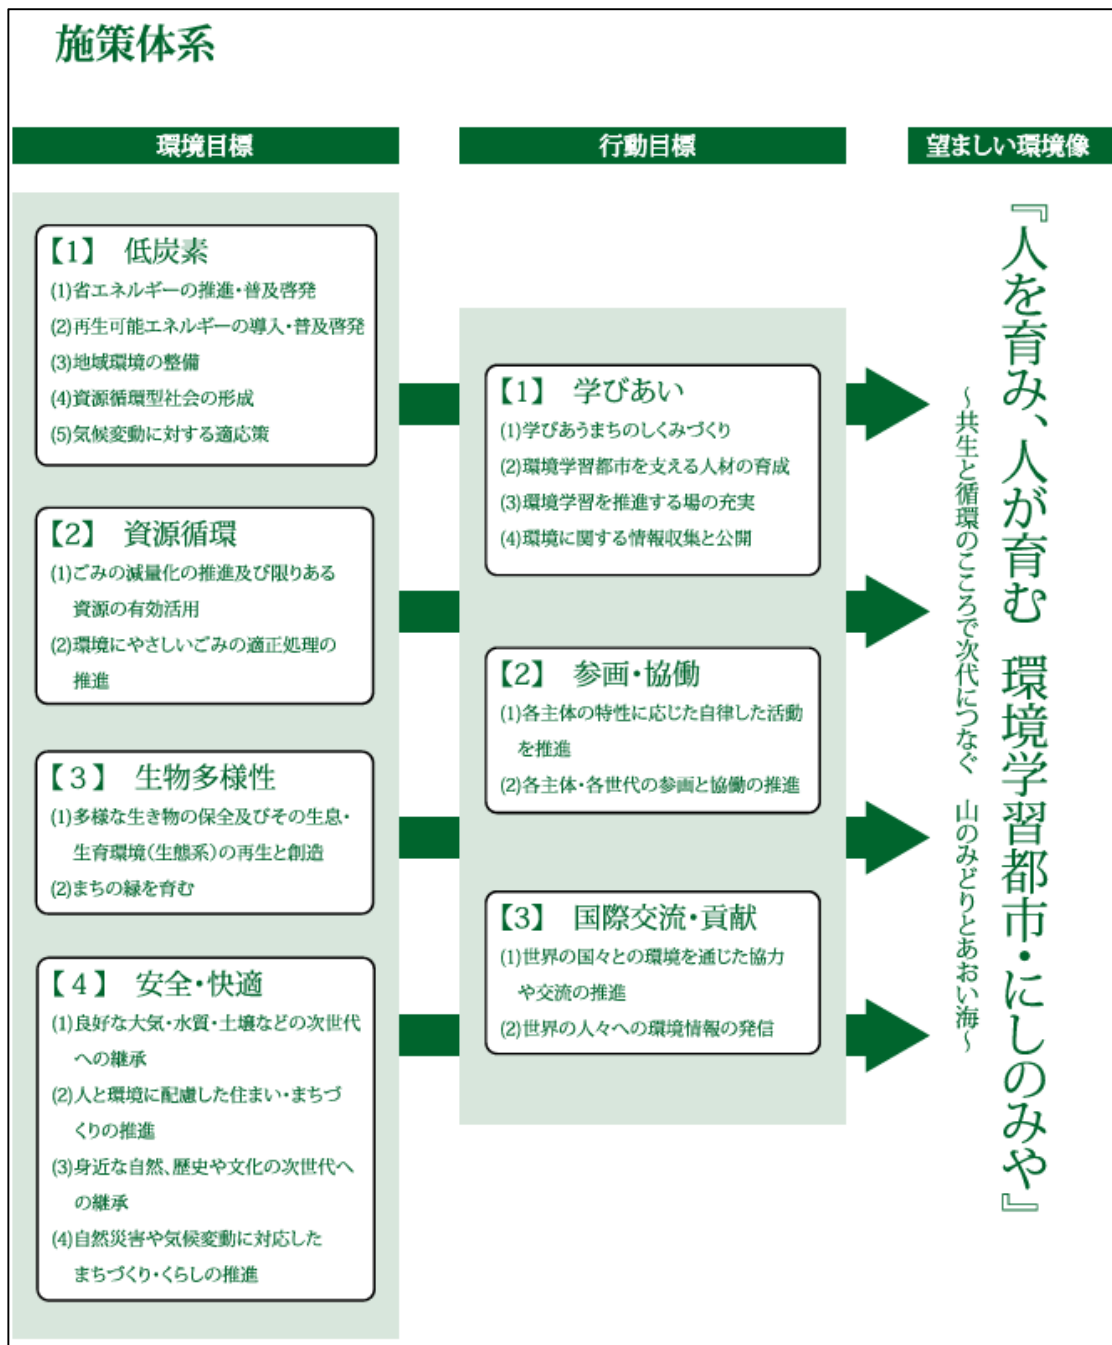 施策体系
環境目標
【1】 低炭素
(1)省エネルギーの推進・普及啓発
(2)再生可能エネルギーの導入・普及啓発
(3)地域環境の整備
(4)資源循環型社会の形成
(5)気候変動に対する適応策
【2】 資源循環
(1)ごみの減量化の推進及び限りある
資源の有効活用
(2)環境にやさしいごみの適正処理の
推進
【3】 生物多様性
(1)多様な生き物の保全及びその生息・
生育環境(生態系)の再生と創造
(2)まちの緑を育む
【4】 安全・快適
(1)良好な大気・水質・土壌などの次世代
への継承
(2)人と環境に配慮した住まい・まちづ
くりの推進
(3)身近な自然、歴史や文化の次世代へ
の継承
(4)自然災害や気候変動に対応した
まちづくり・くらしの推進
行動目標
【1】 学びあい
(1)学びあうまちのしくみづくり
(2)環境学習都市を支える人材の育成
(3)環境学習を推進する場の充実
(4)環境に関する情報収集と公開
【2】 参画・協働
(1)各主体の特性に応じた自律した活動
を推進
(2)各主体・各世代の参画と協働の推進
【3】 国際交流・貢献
(1)世界の国々との環境を通じた協力
や交流の推進
(2)世界の人々への環境情報の発信
望ましい環境像
『人を育み、人が育む 環境学習都市・にしのみや』
～共生と循環のこころで次代につなぐ 山のみどりとあおい海～